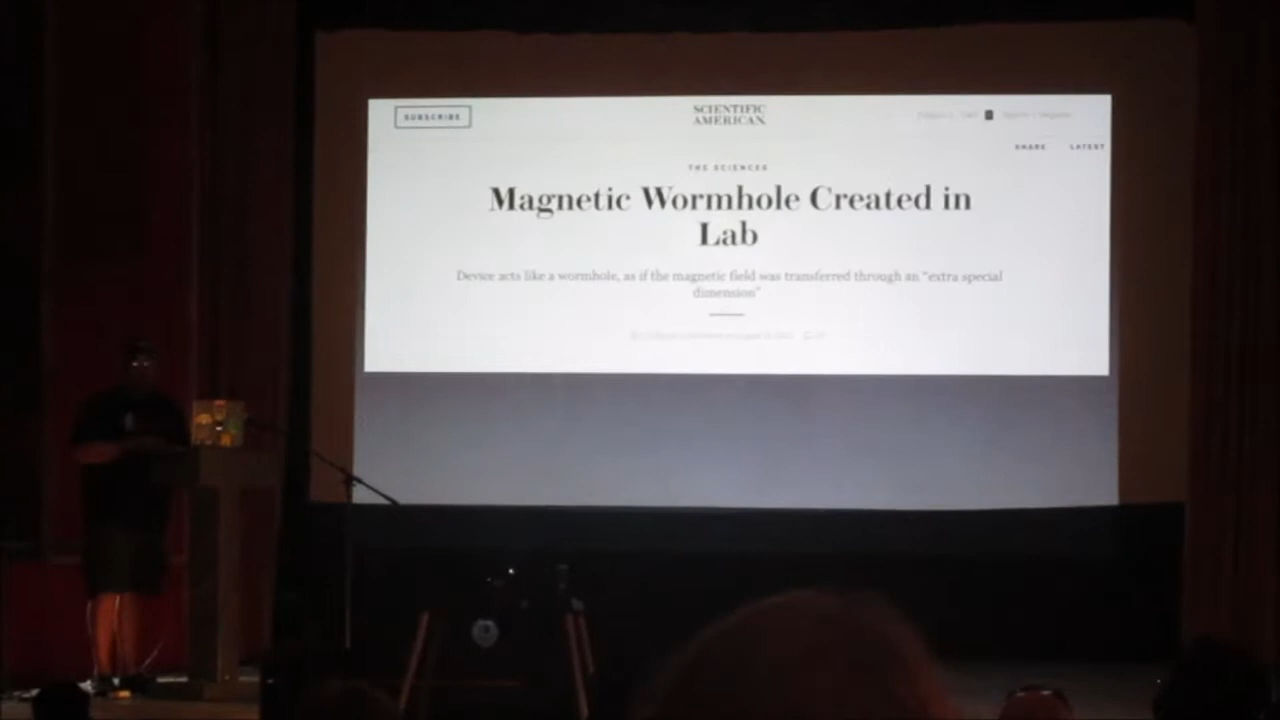 SUBSCRIBE
SCIENTIFIC
AMERICAN
SHARE LATEST
THE SCIENCES
Magnetic Wormhole Created in
Lab
Device acts like a wormhole, as if the magnetic field was transferred through an "extra special
dimension"